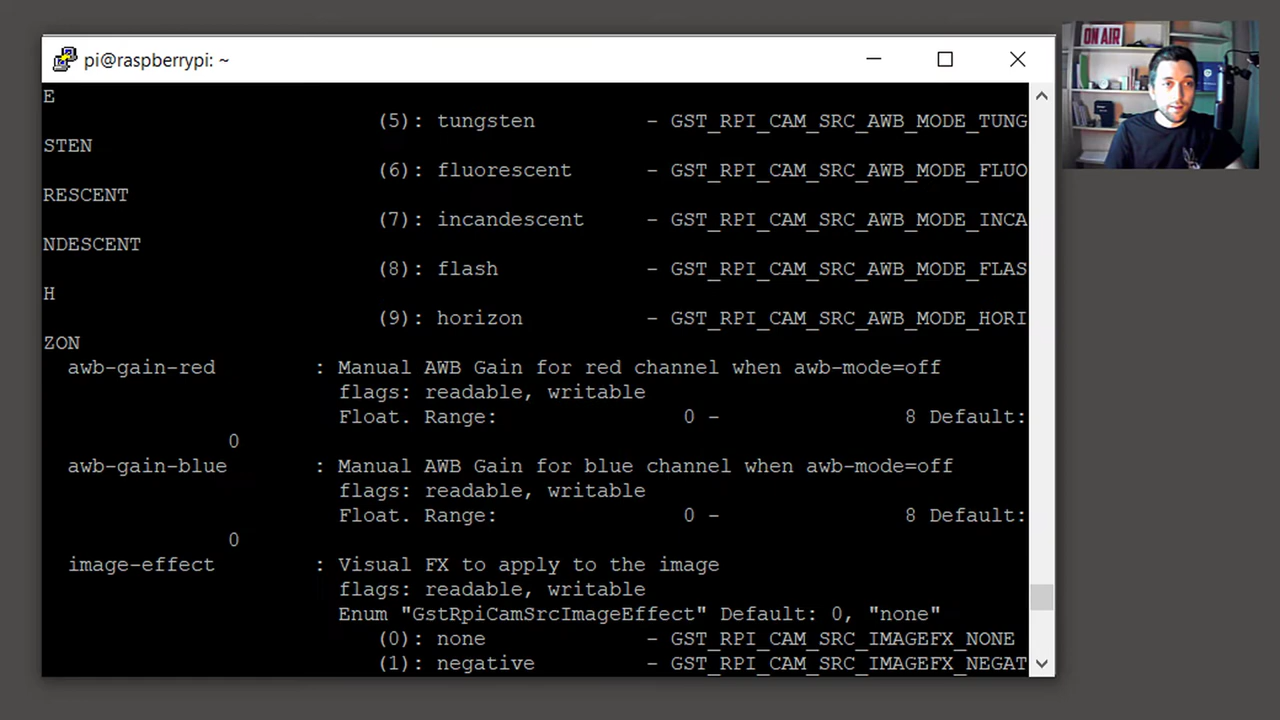 pi@raspberrypi: ~
ON AIR
E
(5): tungsten - GST_RPI_CAM_SRC_AWB_MODE_TUNG
STEN
(6): fluorescent - GST_RPI_CAM_SRC_AWB_MODE_FLUO
RESCENT
(7): incandescent - GST_RPI_CAM_SRC_AWB_MODE_INCA
NDESCENT
(8): flash - GST_RPI_CAM_SRC_AWB_MODE_FLAS
H
(9): horizon - GST_RPI_CAM_SRC_AWB_MODE_HORI
ZON
awb-gain-red : Manual AWB Gain for red channel when awb-mode=off
flags: readable, writable
Float. Range: 0 - 8 Default:
0
awb-gain-blue : Manual AWB Gain for blue channel when awb-mode=off
flags: readable, writable
Float. Range: 0 - 8 Default:
0
image-effect : Visual FX to apply to the image
flags: readable, writable
Enum "GstRpiCamSrcImageEffect" Default: 0, "none"
(0): none - GST_RPI_CAM_SRC_IMAGEFX_NONE
(1): negative - GST_RPI_CAM_SRC_IMAGEFX_NEGAT